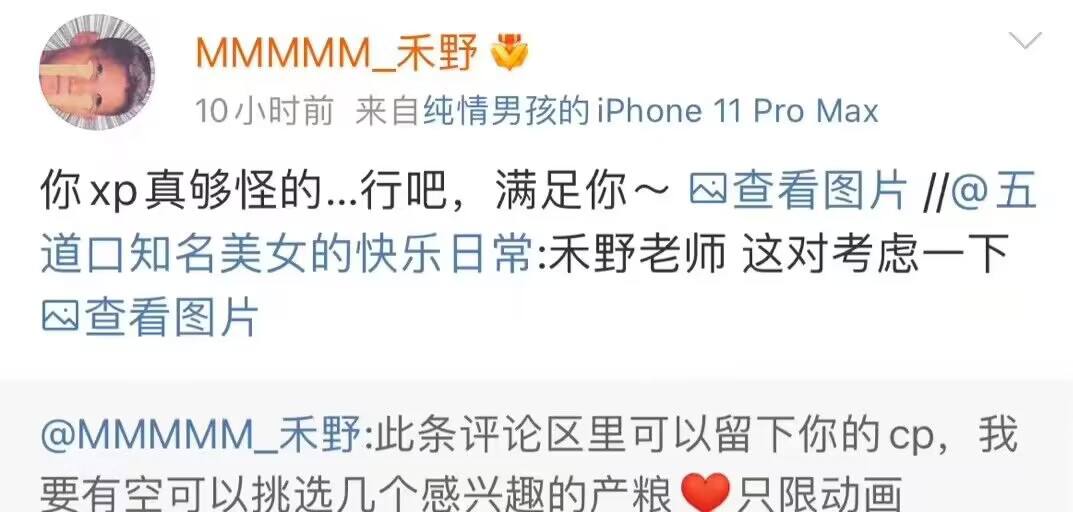 MMMMM_禾野
10小时前 来自纯情男孩的iPhone 11 Pro Max
你xp真够怪的...行吧，满足你～ 查看图片 //@五
道口知名美女的快乐日常:禾野老师 这对考虑一下
查看图片
@MMMMM_禾野:此条评论区里可以留下你的cp，我
要有空可以挑选几个感兴趣的产粮❤️只限动画